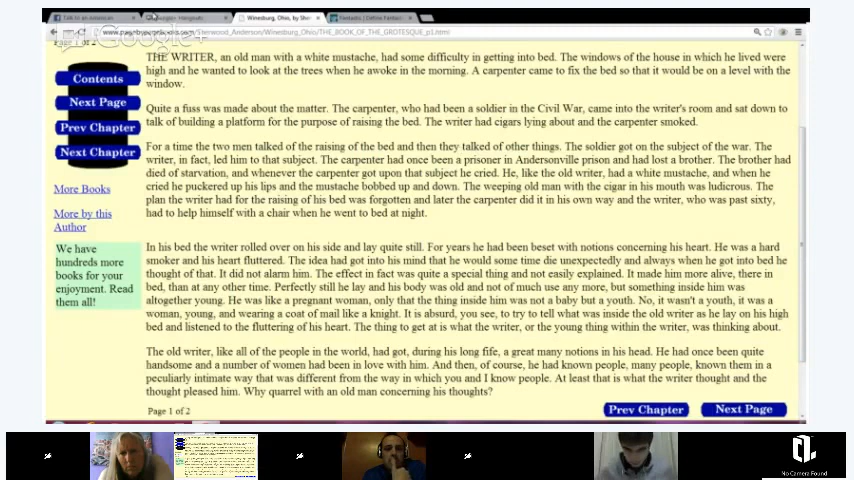 Talk to an American
Hangouts
Winesburg, Ohio, by Sher
Fantastic | Define Fantast
Google+
Sherwood_Anderson/Winesburg_Ohio/THE_BOOK_OF_THE_GROTESQUE_p1.html
Page 1 of 2
Contents
Next Page
Prev Chapter
Next Chapter
More Books
More by this
Author
We have
hundreds more
books for your
enjoyment. Read
them all!
THE WRITER, an old man with a white mustache, had some difficulty in getting into bed. The windows of the house in which he lived were
high and he wanted to look at the trees when he awoke in the morning. A carpenter came to fix the bed so that it would be on a level with the
window.
Quite a fuss was made about the matter. The carpenter, who had been a soldier in the Civil War, came into the writer's room and sat down to
talk of building a platform for the purpose of raising the bed. The writer had cigars lying about and the carpenter smoked.
For a time the two men talked of the raising of the bed and then they talked of other things. The soldier got on the subject of the war. The
writer, in fact, led him to that subject. The carpenter had once been a prisoner in Andersonville prison and had lost a brother. The brother had
died of starvation, and whenever the carpenter got upon that subject he cried. He, like the old writer, had a white mustache, and when he
cried he puckered up his lips and the mustache bobbed up and down. The weeping old man with the cigar in his mouth was ludicrous. The
plan the writer had for the raising of his bed was forgotten and later the carpenter did it in his own way and the writer, who was past sixty,
had to help himself with a chair when he went to bed at night.
In his bed the writer rolled over on his side and lay quite still. For years he had been beset with notions concerning his heart. He was a hard
smoker and his heart fluttered. The idea had got into his mind that he would some time die unexpectedly and always when he got into bed he
thought of that. It did not alarm him. The effect in fact was quite a special thing and not easily explained. It made him more alive, there in
bed, than at any other time. Perfectly still he lay and his body was old and not of much use any more, but something inside him was
altogether young. He was like a pregnant woman, only that the thing inside him was not a baby but a youth. No, it wasn't a youth, it was a
woman, young, and wearing a coat of mail like a knight. It is absurd, you see, to try to tell what was inside the old writer as he lay on his high
bed and listened to the fluttering of his heart. The thing to get at is what the writer, or the young thing within the writer, was thinking about.
The old writer, like all of the people in the world, had got, during his long fife, a great many notions in his head. He had once been quite
handsome and a number of women had been in love with him. And then, of course, he had known people, many people, known them in a
peculiarly intimate way that was different from the way in which you and I know people. At least that is what the writer thought and the
thought pleased him. Why quarrel with an old man concerning his thoughts?
Page 1 of 2
Prev Chapter
Next Page
No Camera Found